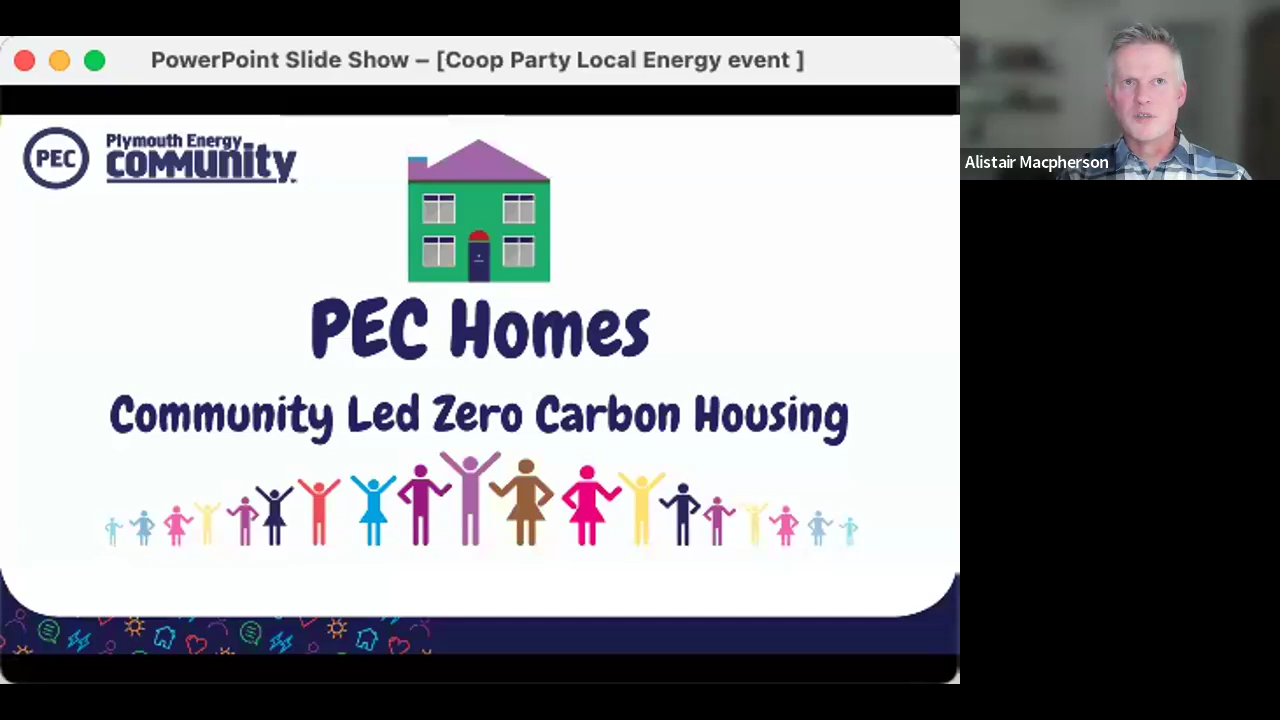 PowerPoint Slide Show – [Coop Party Local Energy event ]
PEC
Plymouth Energy
community
PEC Homes
Community Led Zero Carbon Housing
Alistair Macpherson